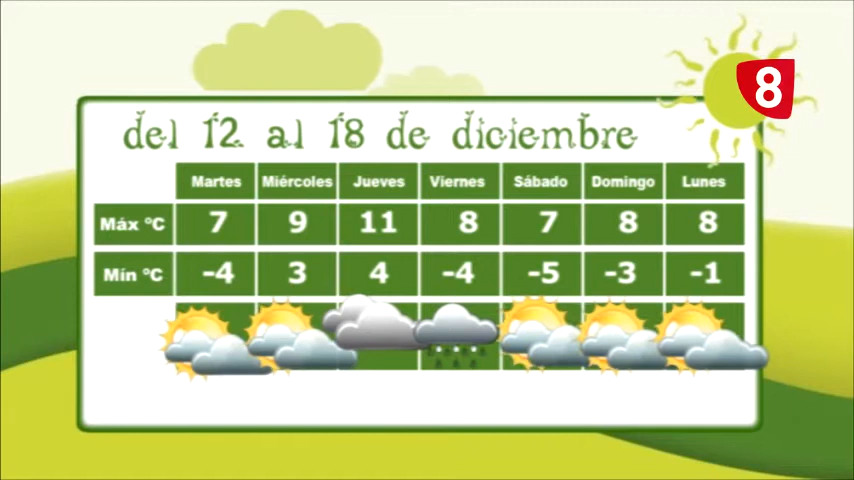 8
del 12 al 18 de diciembre
Martes Miércoles Jueves Viernes Sábado Domingo Lunes
Máx ºC 7 9 11 8 7 8 8
Mín ºC -4 3 4 -4 -5 -3 -1